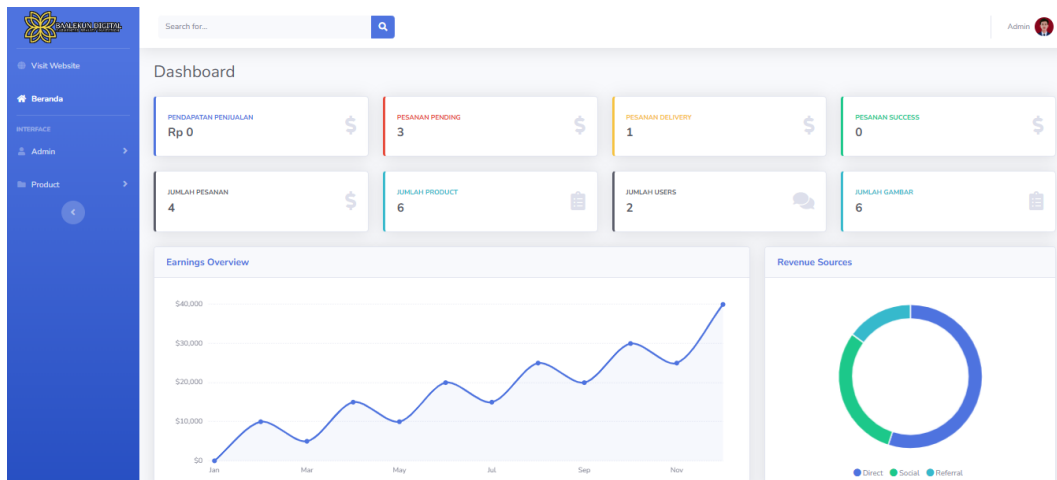 BAALEKUN DIGITAL
Search for...
Admin
Visit Website
Beranda
INTERFACE
Admin
Product
Dashboard
PENDAPATAN PENJUALAN
Rp 0
PESANAN PENDING
3
PESANAN DELIVERY
1
PESANAN SUCCESS
0
JUMLAH PESANAN
4
JUMLAH PRODUCT
6
JUMLAH USERS
2
JUMLAH GAMBAR
6
Earnings Overview
$40,000
$30,000
$20,000
$10,000
$0
Jan Mar May Jul Sep Nov
Revenue Sources
Direct Social Referral